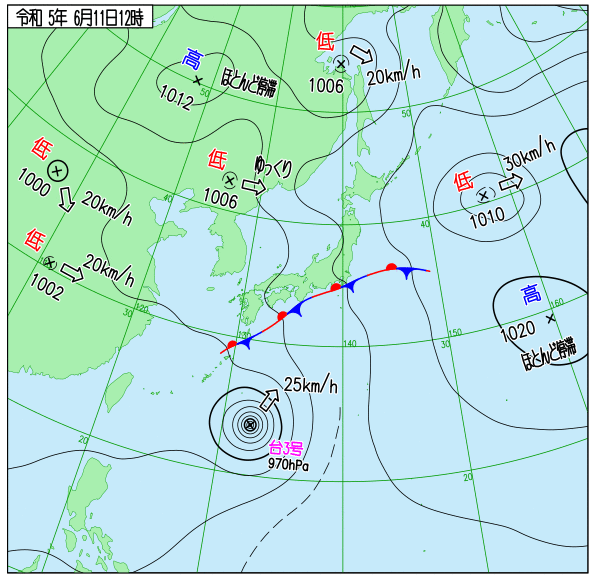 令和 5年 6月11日12時
低
高
ほとんど停滞
1006
20km/h
1012
50
50
低
低
ゆっくり
30km/h
1000
20km/h
1006
低
1010
40
40
低
20km/h
1002
高
160
30
130
140
30
150
1020
ほとんど停滞
25km/h
台3号
970hPa
20
20